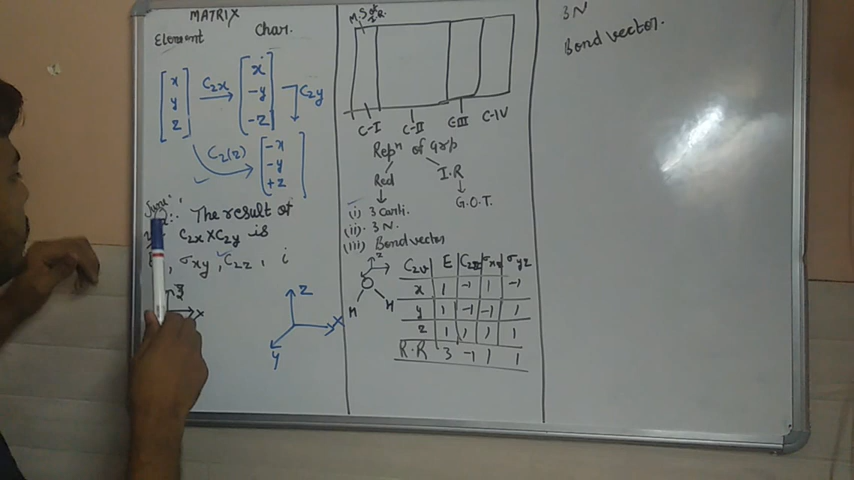 MATRIX
Element Char.
x
y
z
C2x
x
-y
-z
C2y
C2(z)
-x
-y
+z
The result of
C2x x C2y is
, σxy, C2z, i
x
z
y
x
M.S of R.
C-I C-II C-III C-IV
Repⁿ of Grp
Red I.R
G.O.T.
(i) 3 Carti.
(ii). 3 N.
(iii) Bond vector
z
H H
C2v E C2z σxz σyz
x 1 -1 1 -1
y 1 -1 -1 1
z 1 1 1 1
R.R 3 -1 1 1
3N
Bond vector.